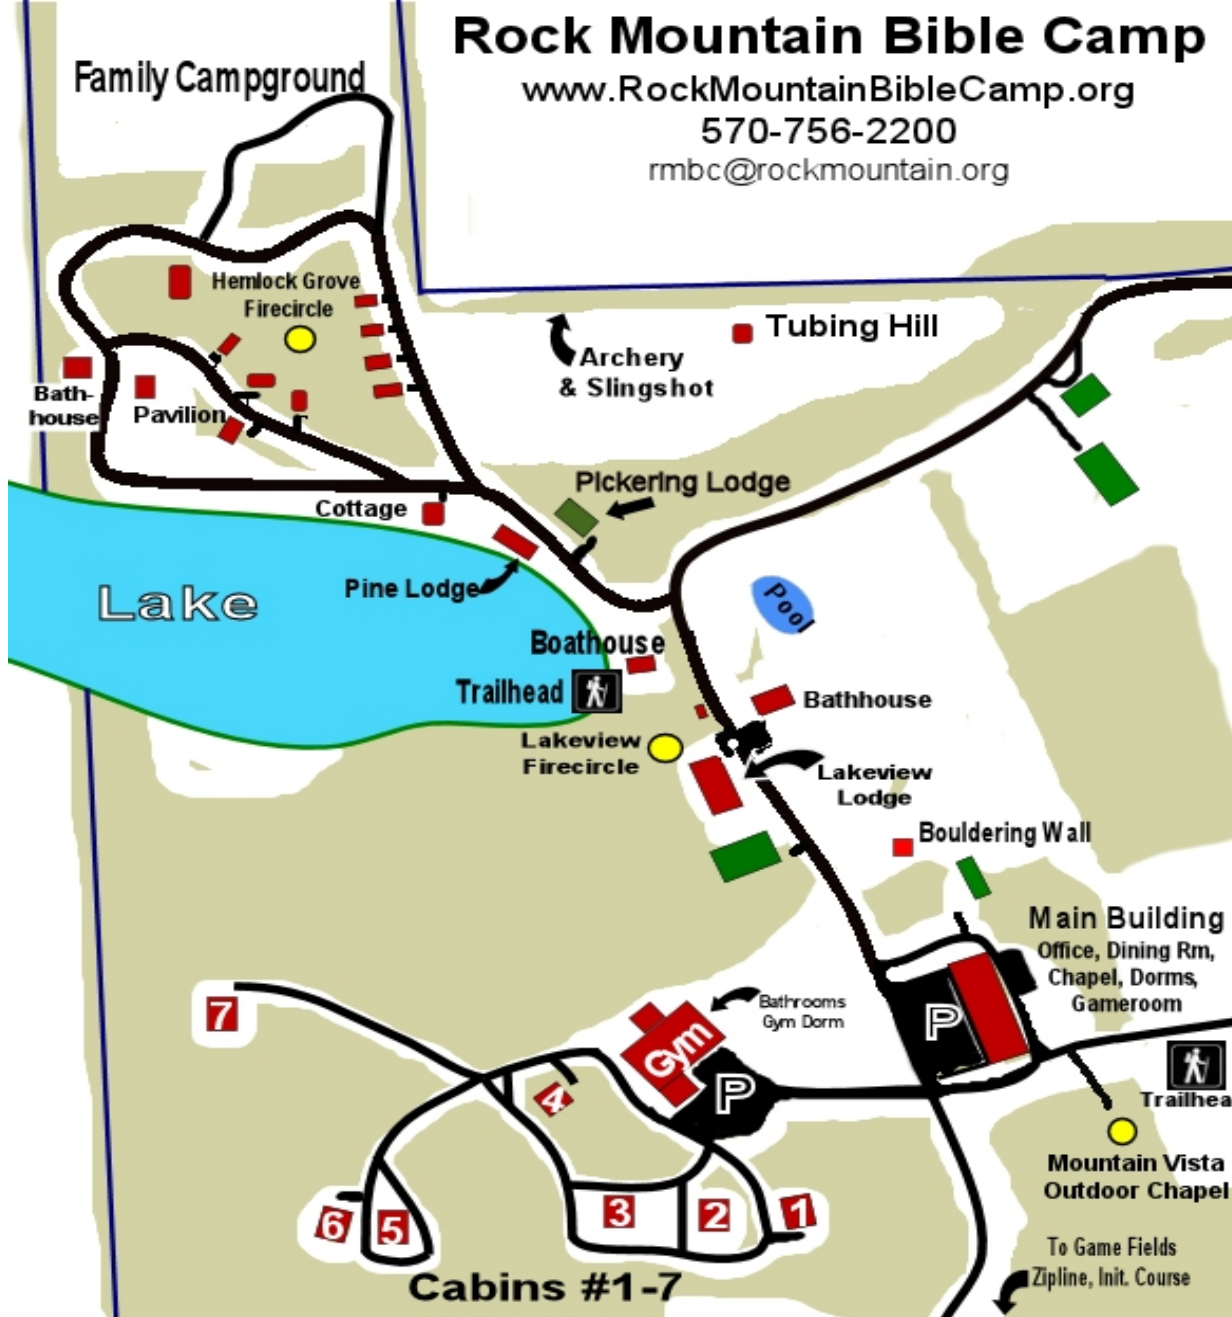 Rock Mountain Bible Camp
www.RockMountainBibleCamp.org
570-756-2200
rmbc@rockmountain.org
Family Campground
Hemlock Grove
Firecircle
Tubing Hill
Archery
& Slingshot
Bath-
house
Pavilion
Pickering Lodge
Cottage
Pine Lodge
Lake
Pool
Boathouse
Trailhead
Bathhouse
Lakeview
Firecircle
Lakeview
Lodge
Bouldering Wall
Main Building
Office, Dining Rm,
Chapel, Dorms,
Gameroom
P
Bathrooms
Gym Dorm
Gym
P
7
4
Trailhea
Mountain Vista
Outdoor Chapel
6
5
3
2
1
To Game Fields
Zipline, Init. Course
Cabins #1-7